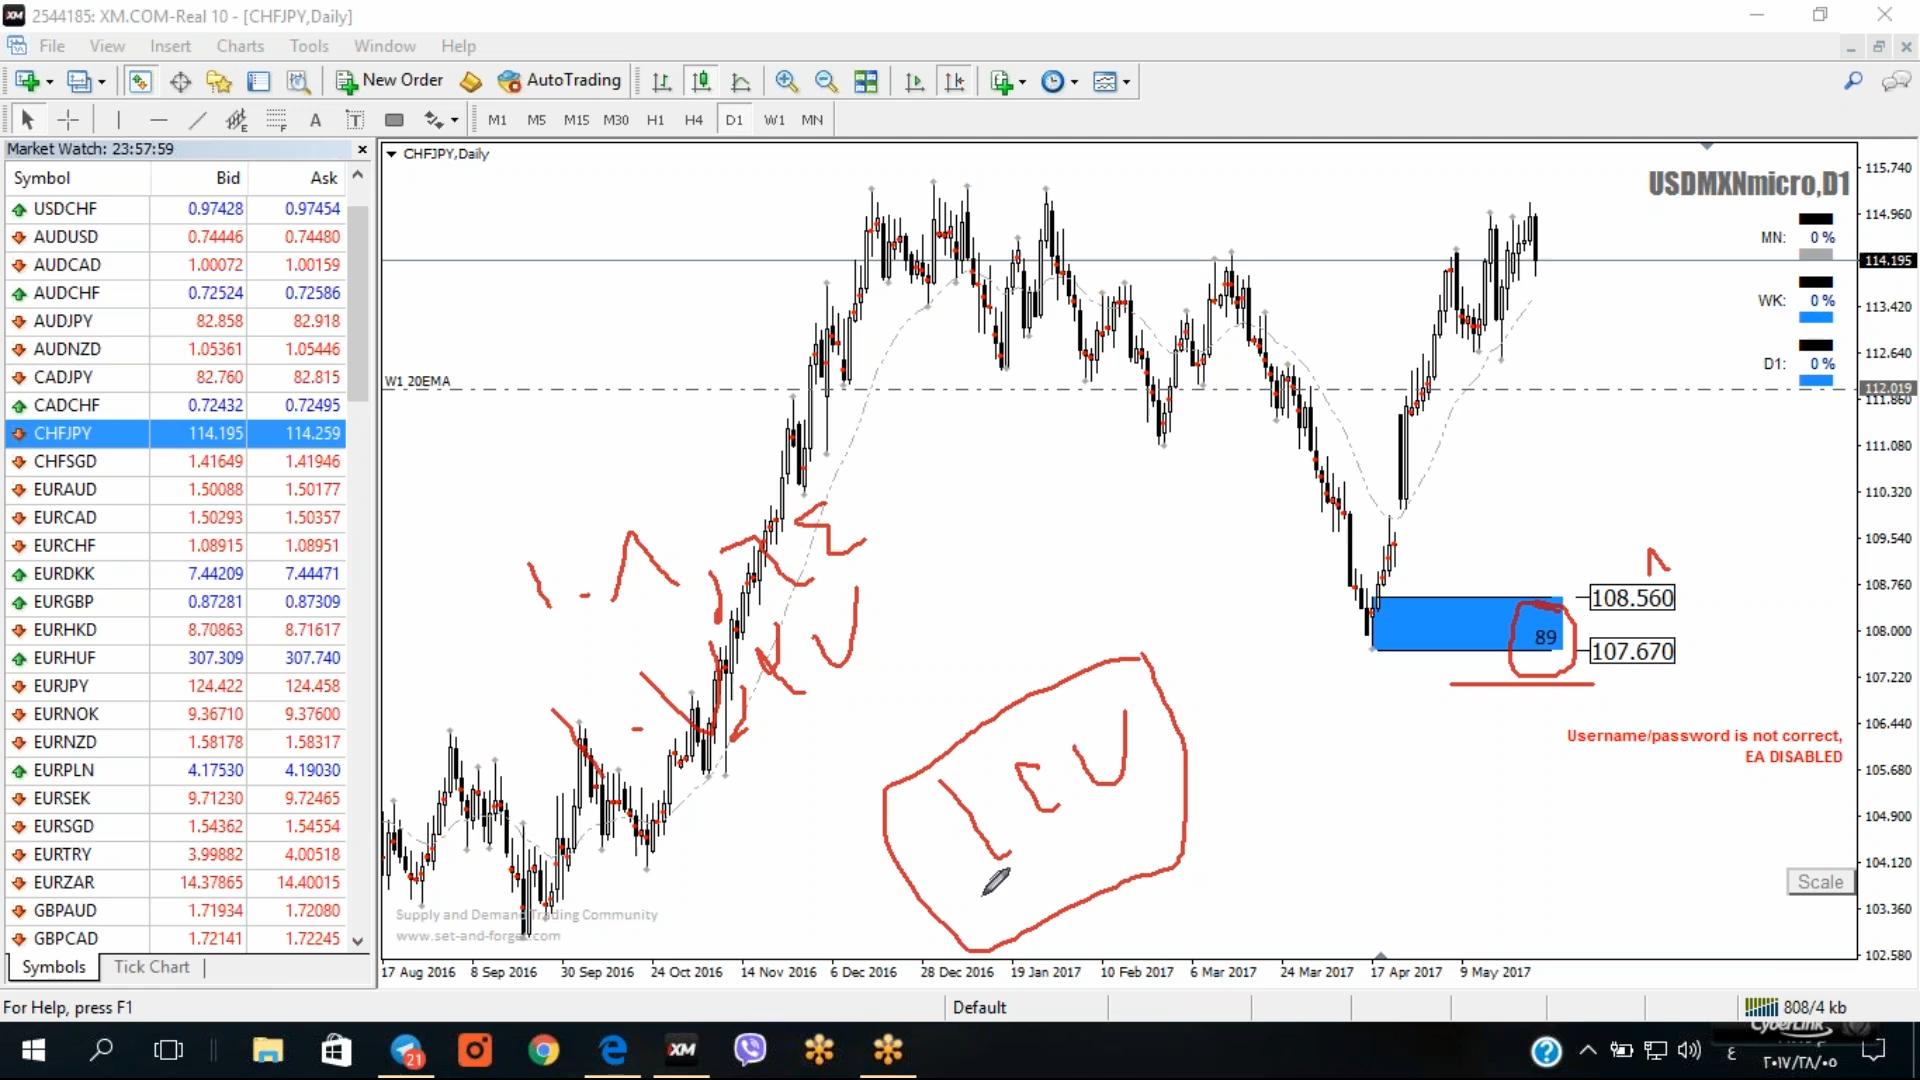 2544185: XM.COM-Real 10 - [CHFJPY,Daily]
File View Insert Charts Tools Window Help
New Order AutoTrading
A T M1 M5 M15 M30 H1 H4 D1 W1 MN
Market Watch: 23:57:59
Symbol Bid Ask
USDCHF 0.97428 0.97454
AUDUSD 0.74446 0.74480
AUDCAD 1.00072 1.00159
AUDCHF 0.72524 0.72586
AUDJPY 82.858 82.918
AUDNZD 1.05361 1.05446
CADJPY 82.760 82.815
CADCHF 0.72432 0.72495
CHFJPY 114.195 114.259
CHFSGD 1.41649 1.41946
EURAUD 1.50088 1.50177
EURCAD 1.50293 1.50357
EURCHF 1.08915 1.08951
EURDKK 7.44209 7.44471
EURGBP 0.87281 0.87309
EURHKD 8.70863 8.71617
EURHUF 307.309 307.740
EURJPY 124.422 124.458
EURNOK 9.36710 9.37600
EURNZD 1.58178 1.58317
EURPLN 4.17530 4.19030
EURSEK 9.71230 9.72465
EURSGD 1.54362 1.54554
EURTRY 3.99882 4.00518
EURZAR 14.37865 14.40015
GBPAUD 1.71934 1.72080
GBPCAD 1.72141 1.72245
Symbols Tick Chart
CHFJPY,Daily
USDMXNmicro,D1
MN: 0 %
WK: 0 %
D1: 0 %
W1 20EMA
108.560
89
107.670
Username/password is not correct,
EA DISABLED
Scale
Supply and Demand Trading Community
www.set-and-forget.com
115.740
114.960
114.195
113.420
112.640
112.019
111.860
111.080
110.320
109.540
108.760
108.000
107.220
106.440
105.680
104.900
104.120
103.360
102.580
17 Aug 2016 8 Sep 2016 30 Sep 2016 24 Oct 2016 14 Nov 2016 6 Dec 2016 28 Dec 2016 19 Jan 2017 10 Feb 2017 6 Mar 2017 24 Mar 2017 17 Apr 2017 9 May 2017
For Help, press F1 Default 808/4 kb
CyberLink
21 XM
ع
٢٠١٧/٢٨/٠٥